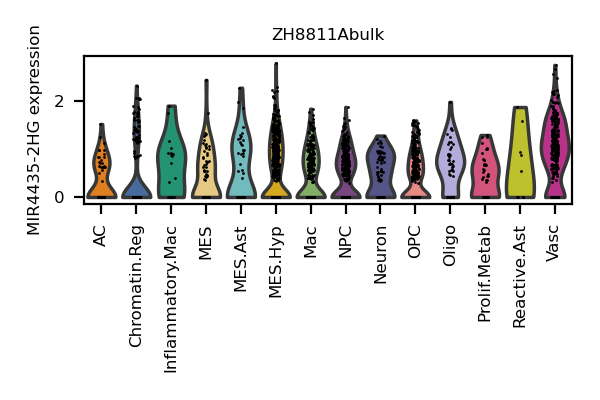 ZH8811Abulk
MIR4435-2HG expression
2
0
AC
Chromatin.Reg
Inflammatory.Mac
MES
MES.Ast
MES.Hyp
Mac
NPC
Neuron
OPC
Oligo
Prolif.Metab
Reactive.Ast
Vasc